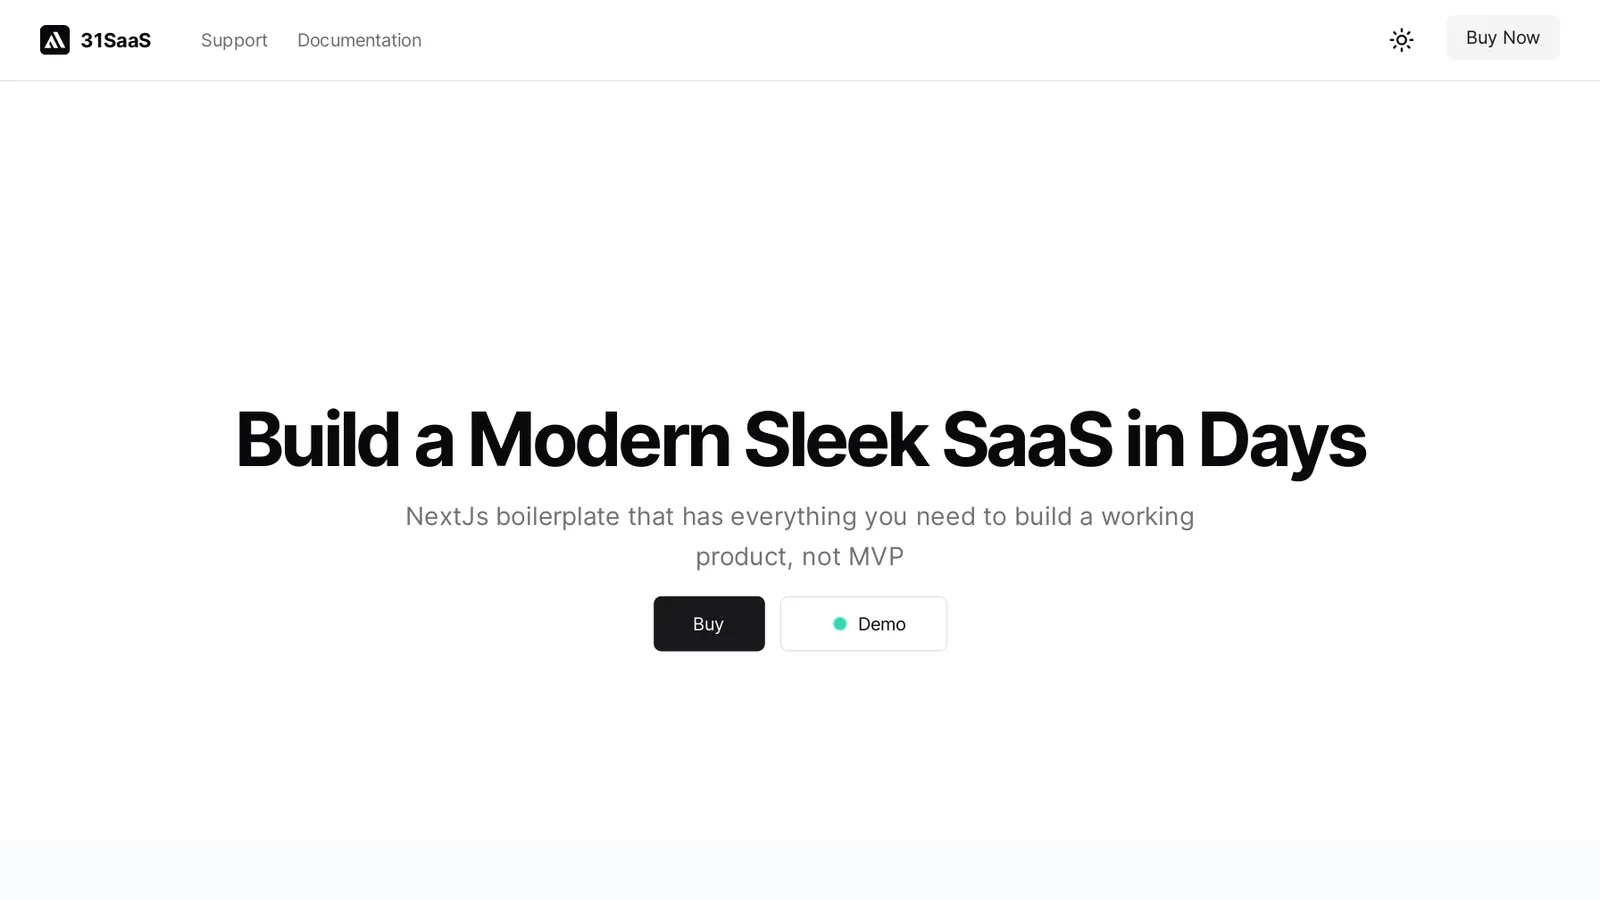 31SaaS
Support
Documentation
Buy Now
Build a Modern Sleek SaaS in Days
NextJs boilerplate that has everything you need to build a working
product, not MVP
Buy
Demo